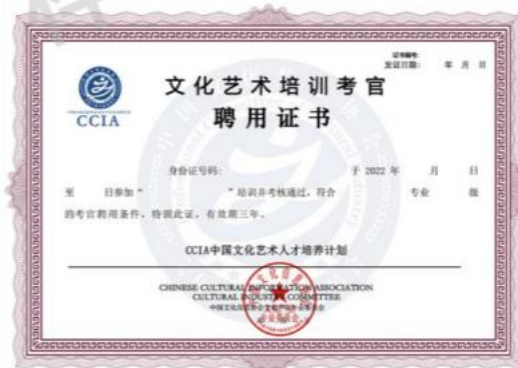 证书编号:
发证日期: 年 月 日
CCIA
文化艺术培训考官
聘用证书
身份证号码: 于 2022 年 月 日
至 日参加“ ”培训并考核通过，符合 专业 级
的考官聘用条件，特颁此证，有效期三年。
CCIA中国文化艺术人才培养计划
CHINESE CULTURAL INFORMATION ASSOCIATION
CULTURAL INDUSTRY COMMITTEE